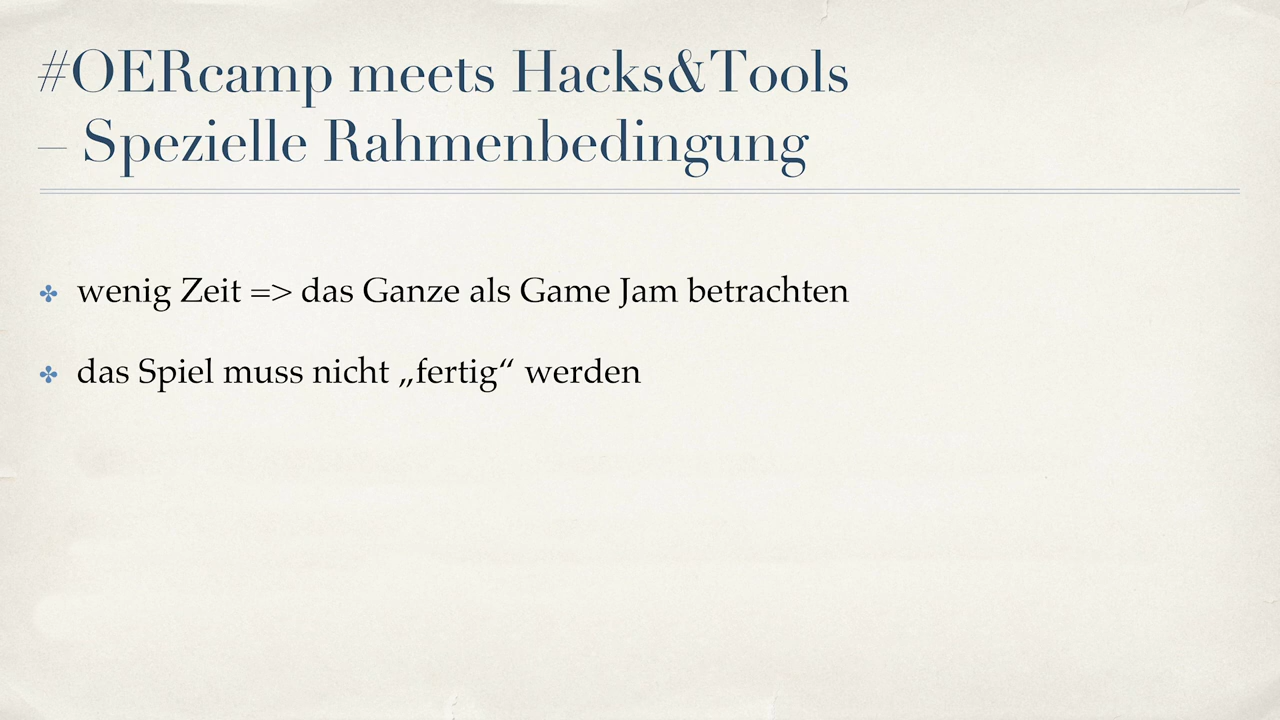 #OERcamp meets Hacks&Tools
– Spezielle Rahmenbedingung
✤ wenig Zeit => das Ganze als Game Jam betrachten
✤ das Spiel muss nicht „fertig“ werden